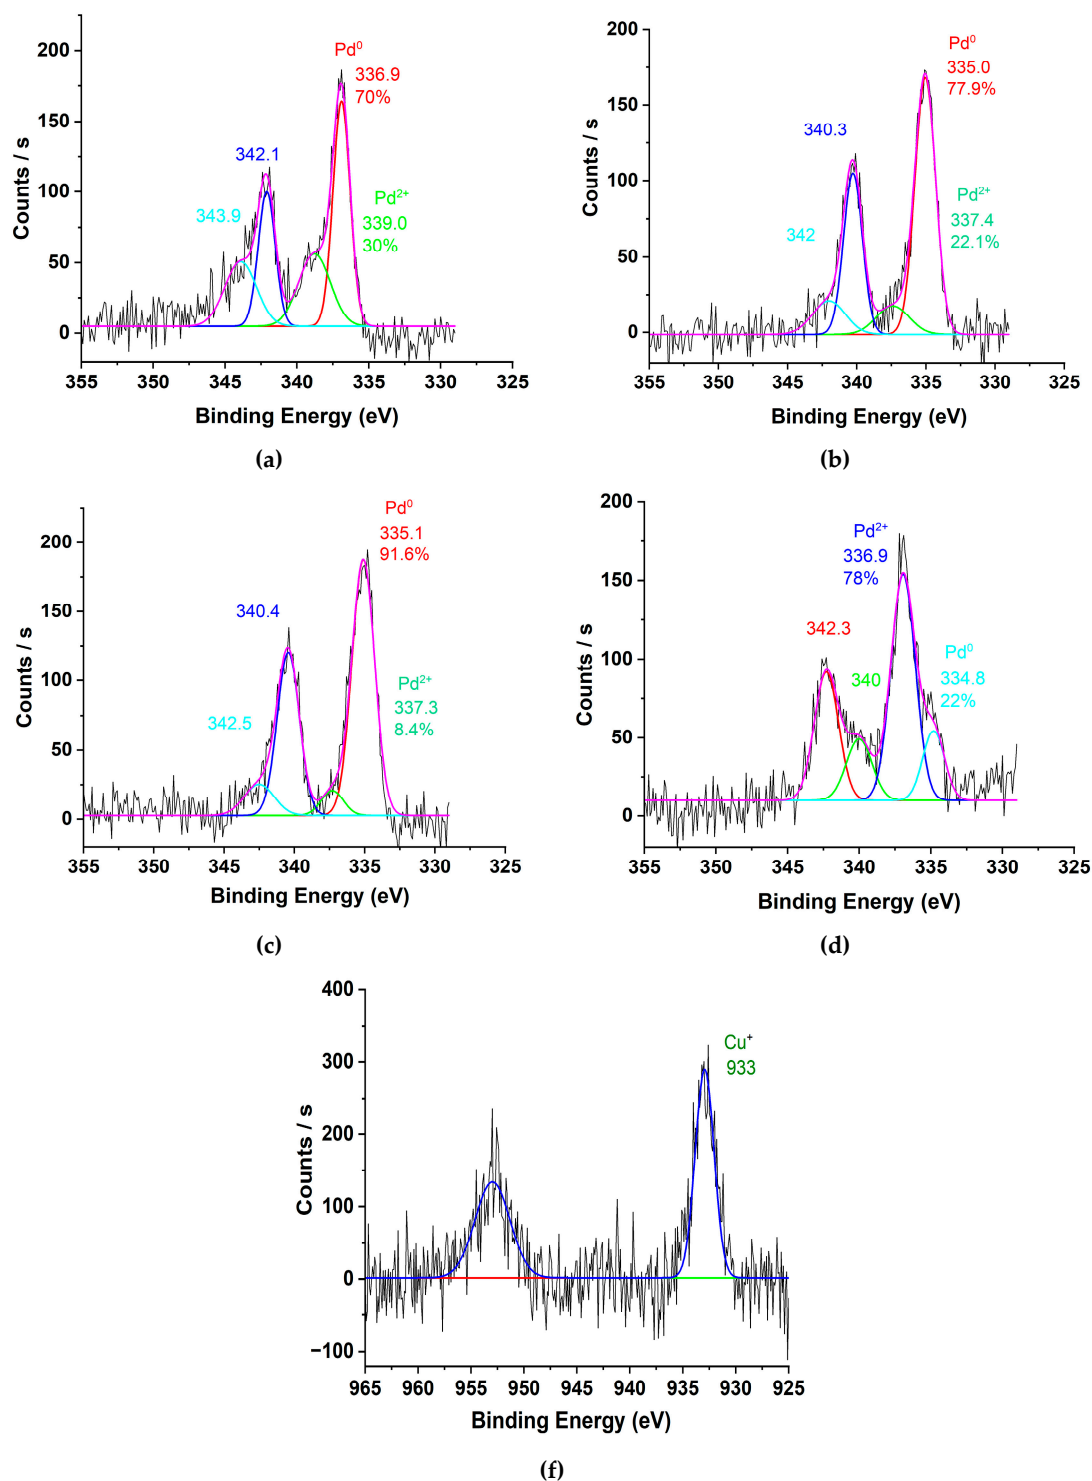 Pd⁰
336.9
70%
342.1
Pd²⁺
339.0
30%
343.9
200
150
100
50
0
Counts / s
355 350 345 340 335 330 325
Binding Energy (eV)
(a)
Pd⁰
335.0
77.9%
340.3
Pd²⁺
337.4
22.1%
342
200
150
100
50
0
Counts / s
355 350 345 340 335 330 325
Binding Energy (eV)
(b)
Pd⁰
335.1
91.6%
340.4
Pd²⁺
337.3
8.4%
342.5
200
150
100
50
0
Counts / s
355 350 345 340 335 330 325
Binding Energy (eV)
(c)
Pd²⁺
336.9
78%
342.3
340
Pd⁰
334.8
22%
200
150
100
50
0
Counts / s
355 350 345 340 335 330 325
Binding Energy (eV)
(d)
Cu⁺
933
400
300
200
100
0
−100
Counts / s
965 960 955 950 945 940 935 930 925
Binding Energy (eV)
(f)